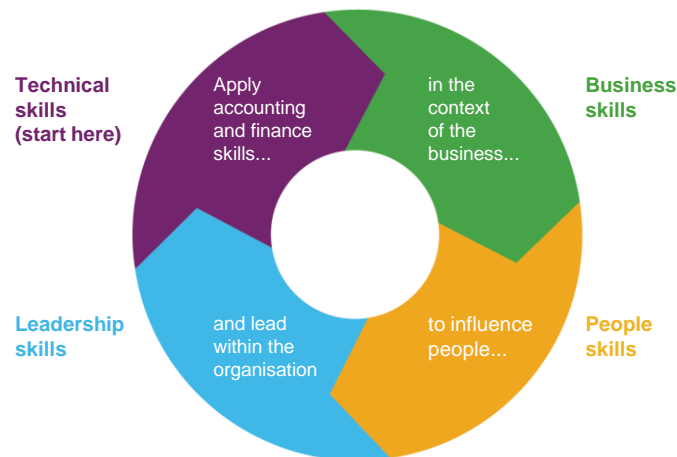 Technical
skills
(start here)
Apply
accounting
and finance
skills...
in the
context
of the
business...
Business
skills
Leadership
skills
and lead
within the
organisation
to influence
people...
People
skills